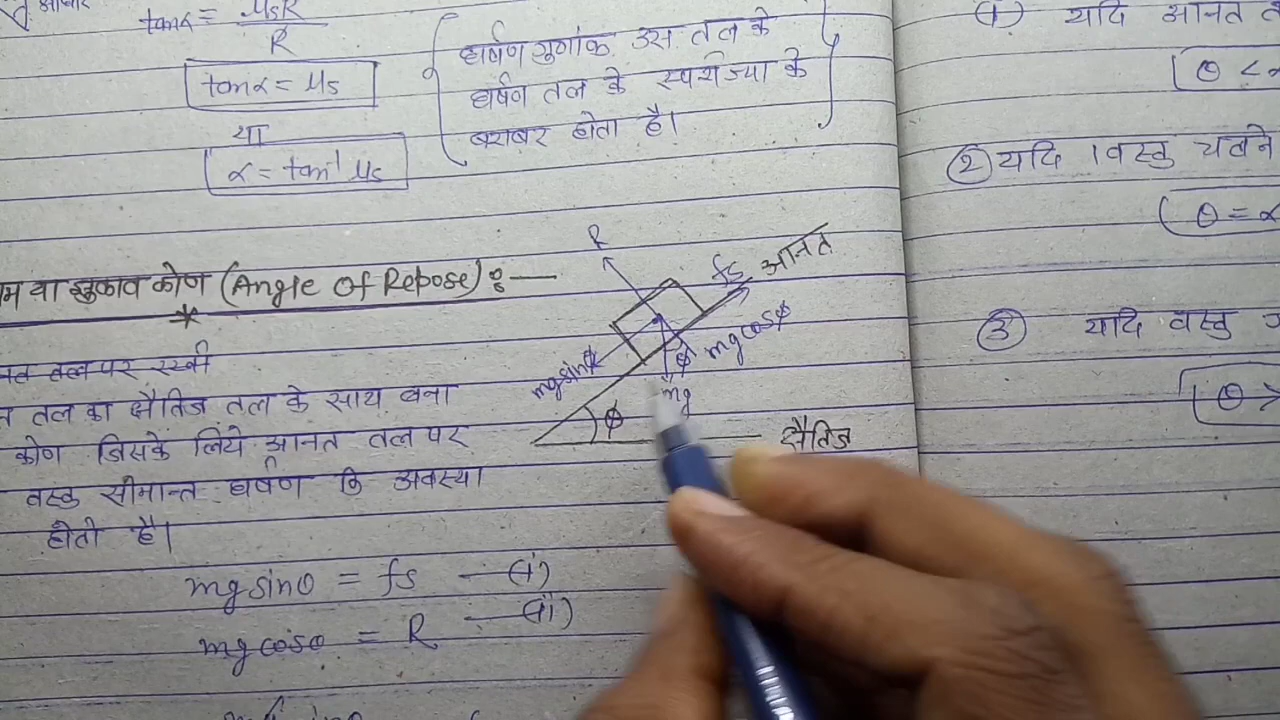 tanα = μsR / R
tanα = μs
या
α = tan⁻¹ μs
घर्षण गुणांक उस तल के
घर्षण तल के स्पर्शज्या के
बराबर होता है।
वा झुकाव कोण (Angle Of Repose) :—
तल पर रखी
तल का क्षैतिज तल के साथ बना
कोण जिसके लिये आनत तल पर
वस्तु सीमान्त घर्षण कि अवस्था
होती है।
mg sinθ = fs —(i)
mg cosθ = R —(ii)
R
fs आनत
mg sinϕ
ϕ mg cosϕ
mg
ϕ
क्षैतिज
(1) यदि आनत
θ <
(2) यदि वस्तु चलने
θ =
(3) यदि वस्तु
θ >